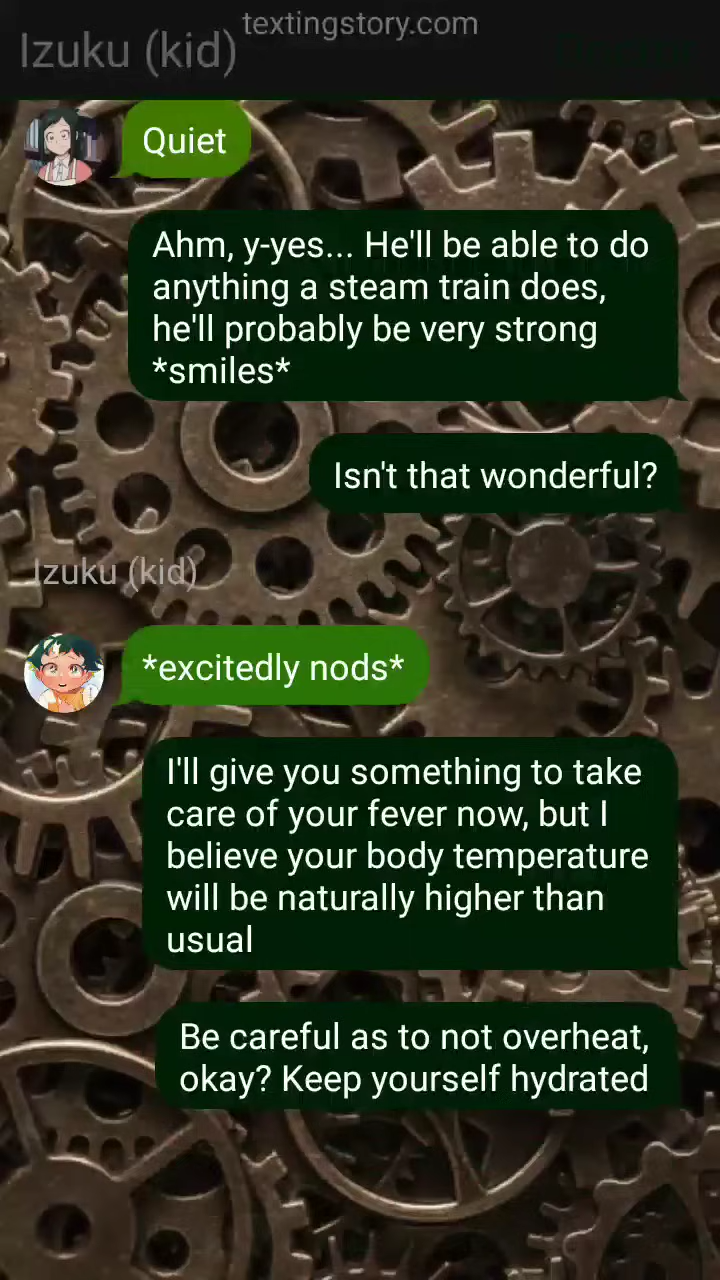 textingstory.com
Izuku (kid)
Doctor
Quiet
Ahm, y-yes... He'll be able to do
anything a steam train does,
he'll probably be very strong
*smiles*
Isn't that wonderful?
Izuku (kid)
*excitedly nods*
I'll give you something to take
care of your fever now, but I
believe your body temperature
will be naturally higher than
usual
Be careful as to not overheat,
okay? Keep yourself hydrated